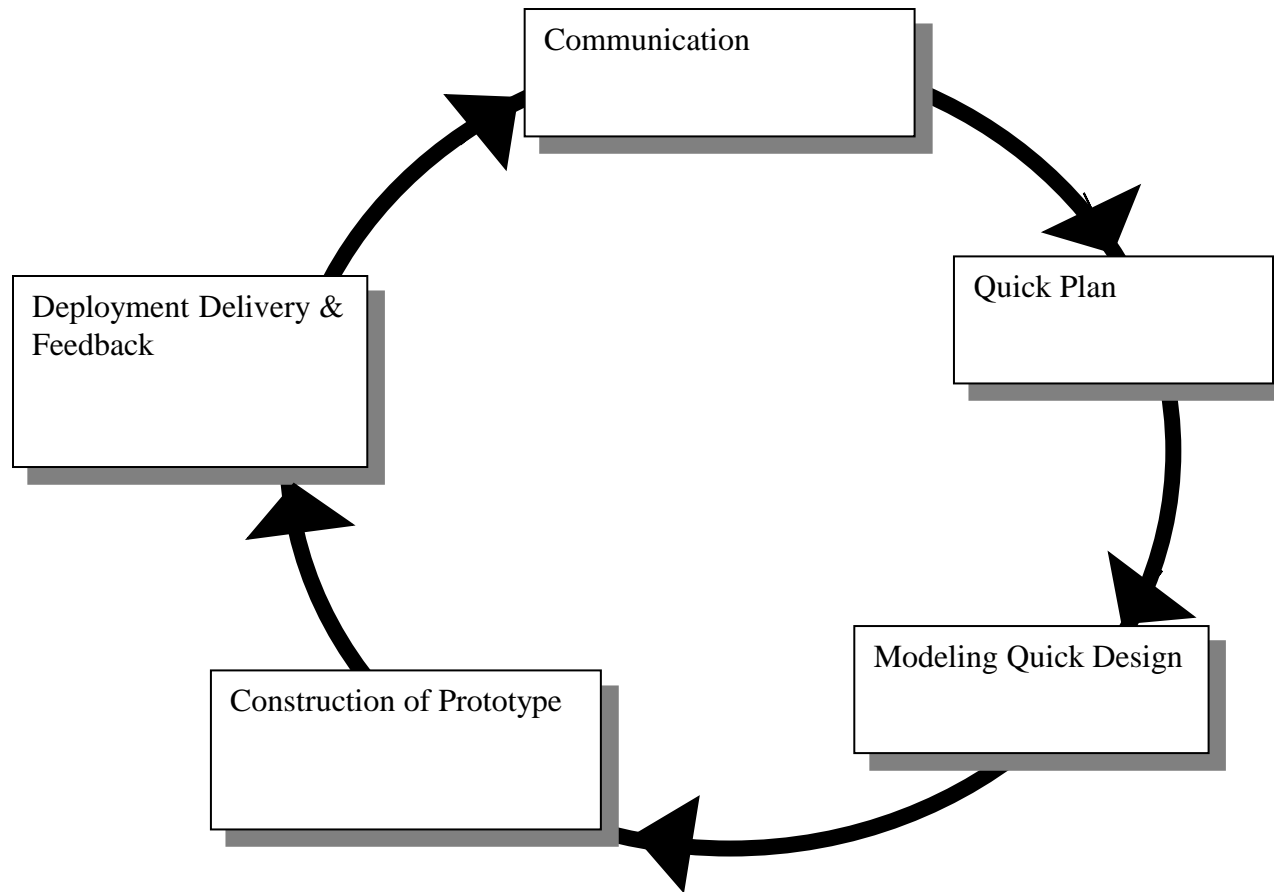 Communication
Quick Plan
Modeling Quick Design
Construction of Prototype
Deployment Delivery &
Feedback